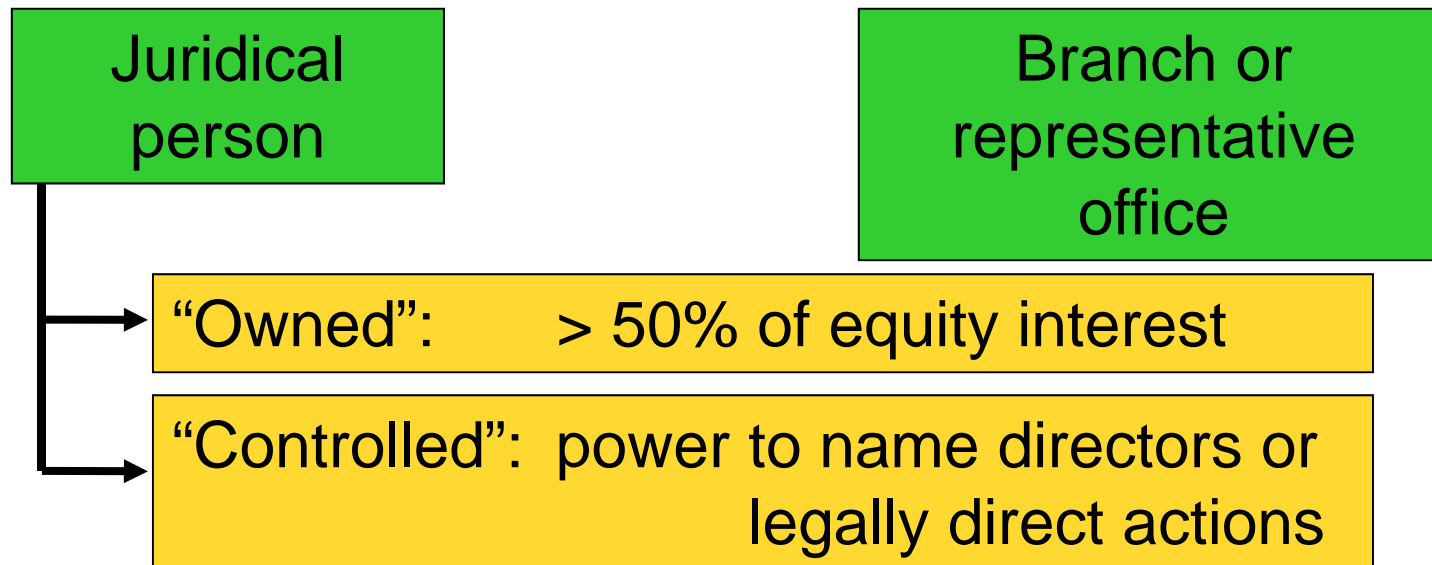 Juridical
person
Branch or
representative
office
“Owned”: > 50% of equity interest
“Controlled”: power to name directors or
legally direct actions